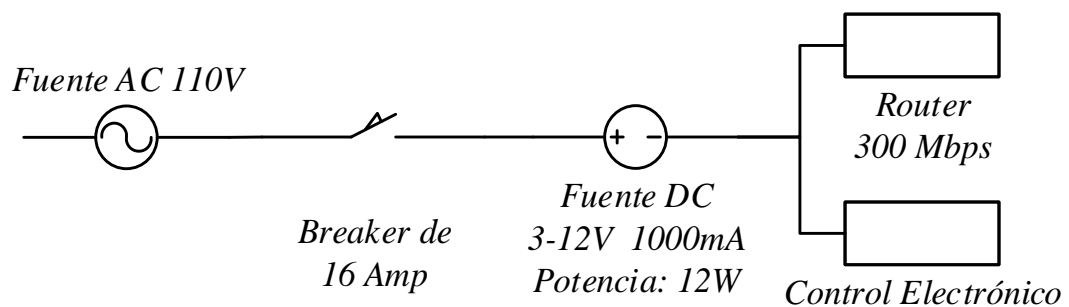 Fuente AC 110V
Breaker de
16 Amp
Fuente DC
3-12V 1000mA
Potencia: 12W
Router
300 Mbps
Control Electrónico